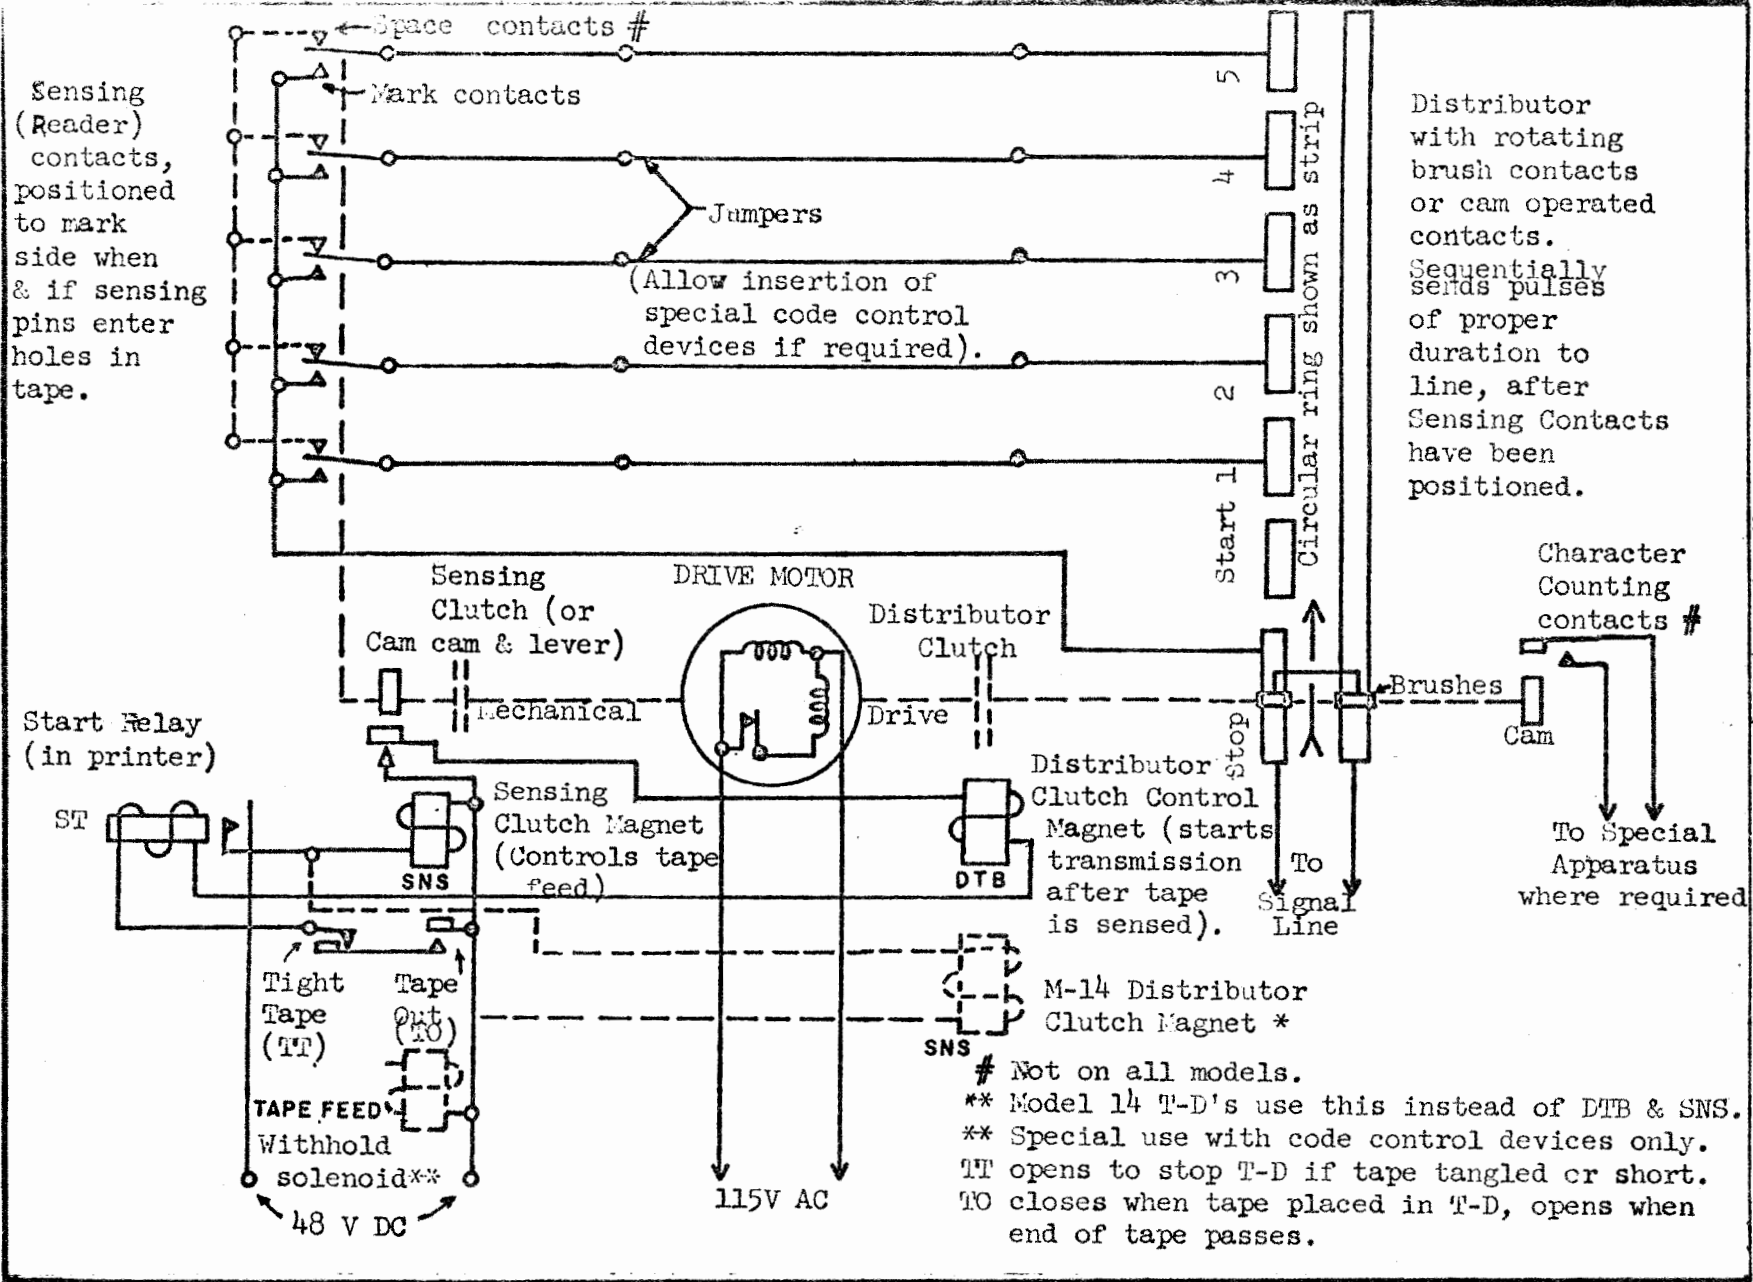 Space contacts #
Mark contacts
Sensing
(Reader)
contacts,
positioned
to mark
side when
& if sensing
pins enter
holes in
tape.
Jumpers
(Allow insertion of
special code control
devices if required).
5
4
3
2
Start 1
Stop
Circular ring shown as strip
Distributor
with rotating
brush contacts
or cam operated
contacts.
Sequentially
sends pulses
of proper
duration to
line, after
Sensing Contacts
have been
positioned.
Sensing
Clutch (or
Cam cam & lever)
DRIVE MOTOR
Distributor
Clutch
Character
Counting
contacts #
Mechanical
Drive
Brushes
Cam
Start Relay
(in printer)
ST
Sensing
Clutch Magnet
(Controls tape
feed)
SNS
Distributor
Clutch Control
Magnet (starts
transmission
after tape
is sensed).
DTB
To
Signal
Line
To Special
Apparatus
where required
Tight
Tape
(TT)
Tape
Out
(TO)
M-14 Distributor
Clutch Magnet *
SNS
TAPE FEED
Withhold
solenoid**
48 V DC
115V AC
# Not on all models.
** Model 14 T-D's use this instead of DTB & SNS.
** Special use with code control devices only.
TT opens to stop T-D if tape tangled or short.
TO closes when tape placed in T-D, opens when
end of tape passes.